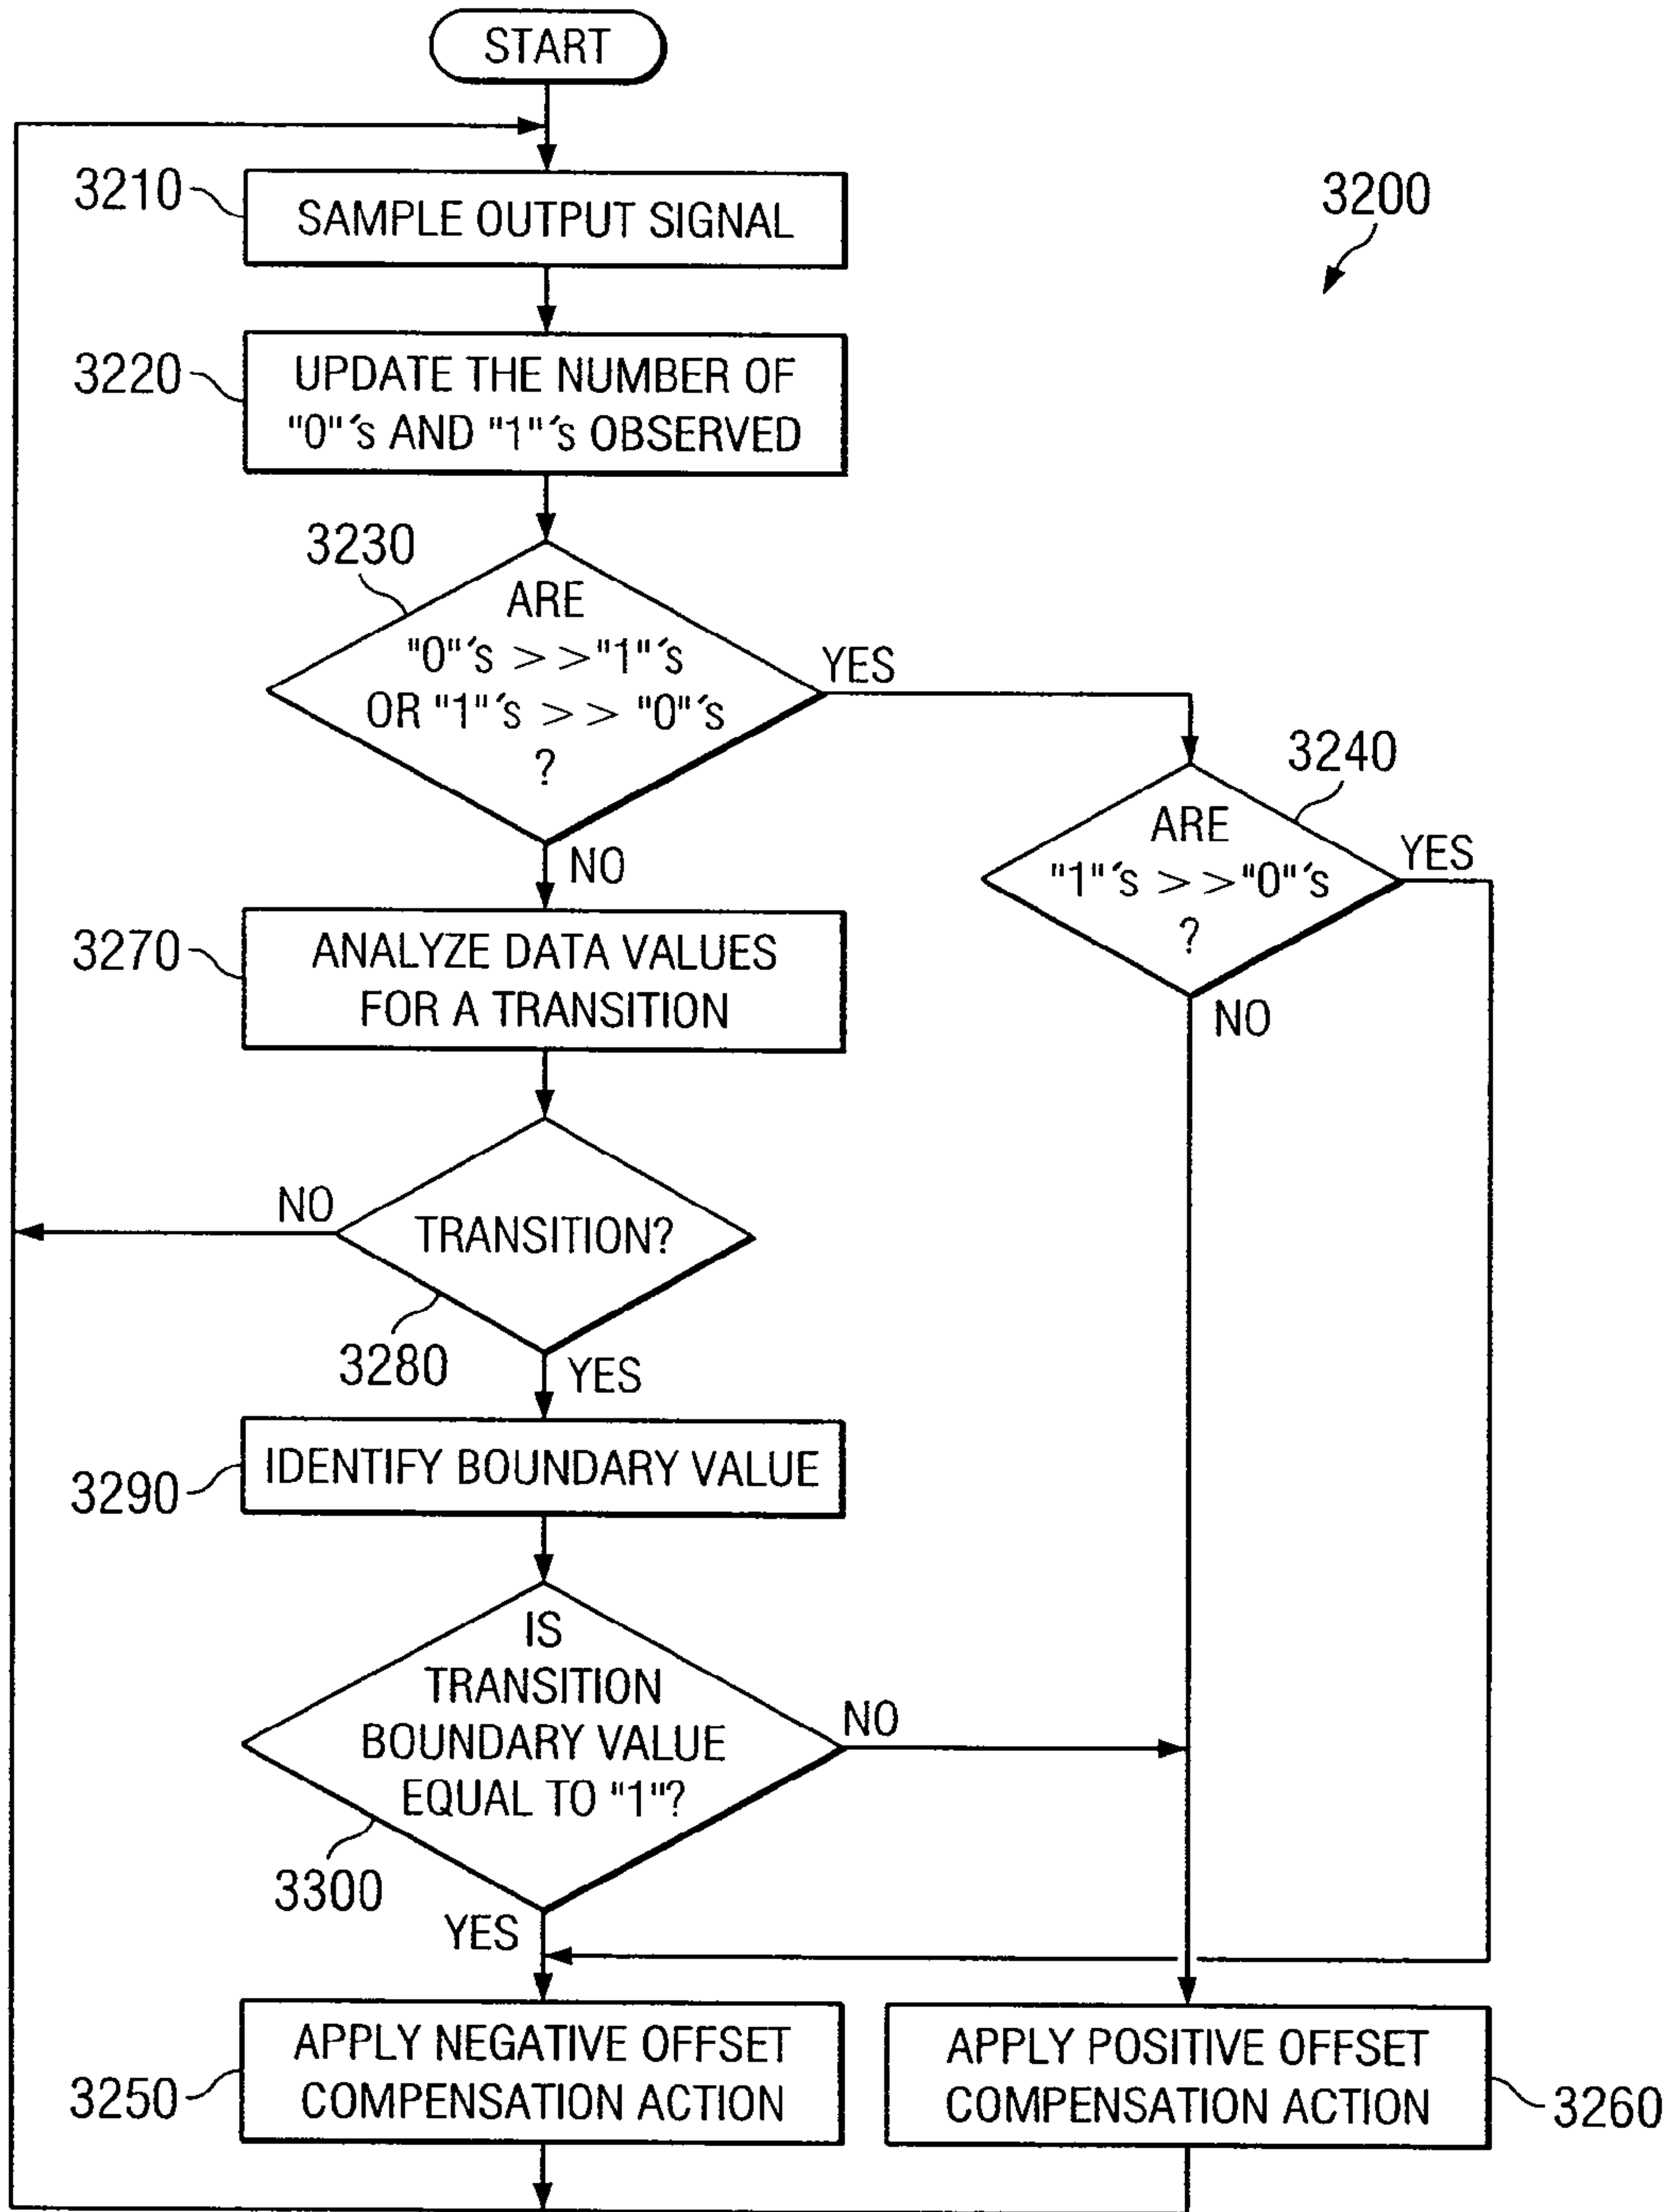 START
3210
SAMPLE OUTPUT SIGNAL
3200
3220
UPDATE THE NUMBER OF
"0"´s AND "1"´s OBSERVED
3230
ARE
"0"´s >>"1"´s
OR "1"´s >> "0"´s
?
YES
NO
3240
ARE
"1"´s >>"0"´s
?
YES
NO
3270
ANALYZE DATA VALUES
FOR A TRANSITION
NO
TRANSITION?
3280
YES
3290
IDENTIFY BOUNDARY VALUE
IS
TRANSITION
BOUNDARY VALUE
EQUAL TO "1"?
NO
3300
YES
3250
APPLY NEGATIVE OFFSET
COMPENSATION ACTION
APPLY POSITIVE OFFSET
COMPENSATION ACTION
3260